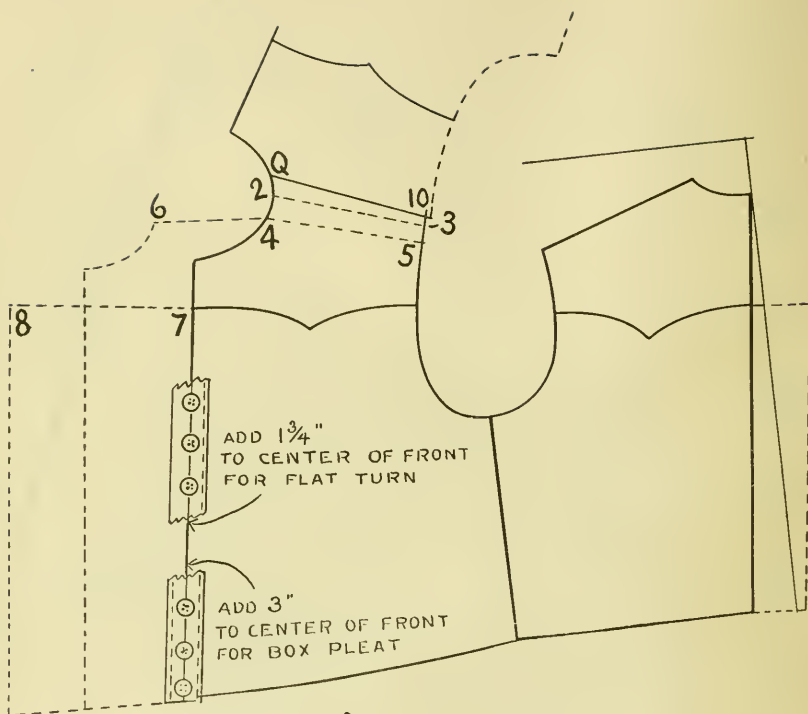 Q
2
10
3
6
4
5
8
7
ADD 1¾"
TO CENTER OF FRONT
FOR FLAT TURN
ADD 3"
TO CENTER OF FRONT
FOR BOX PLEAT